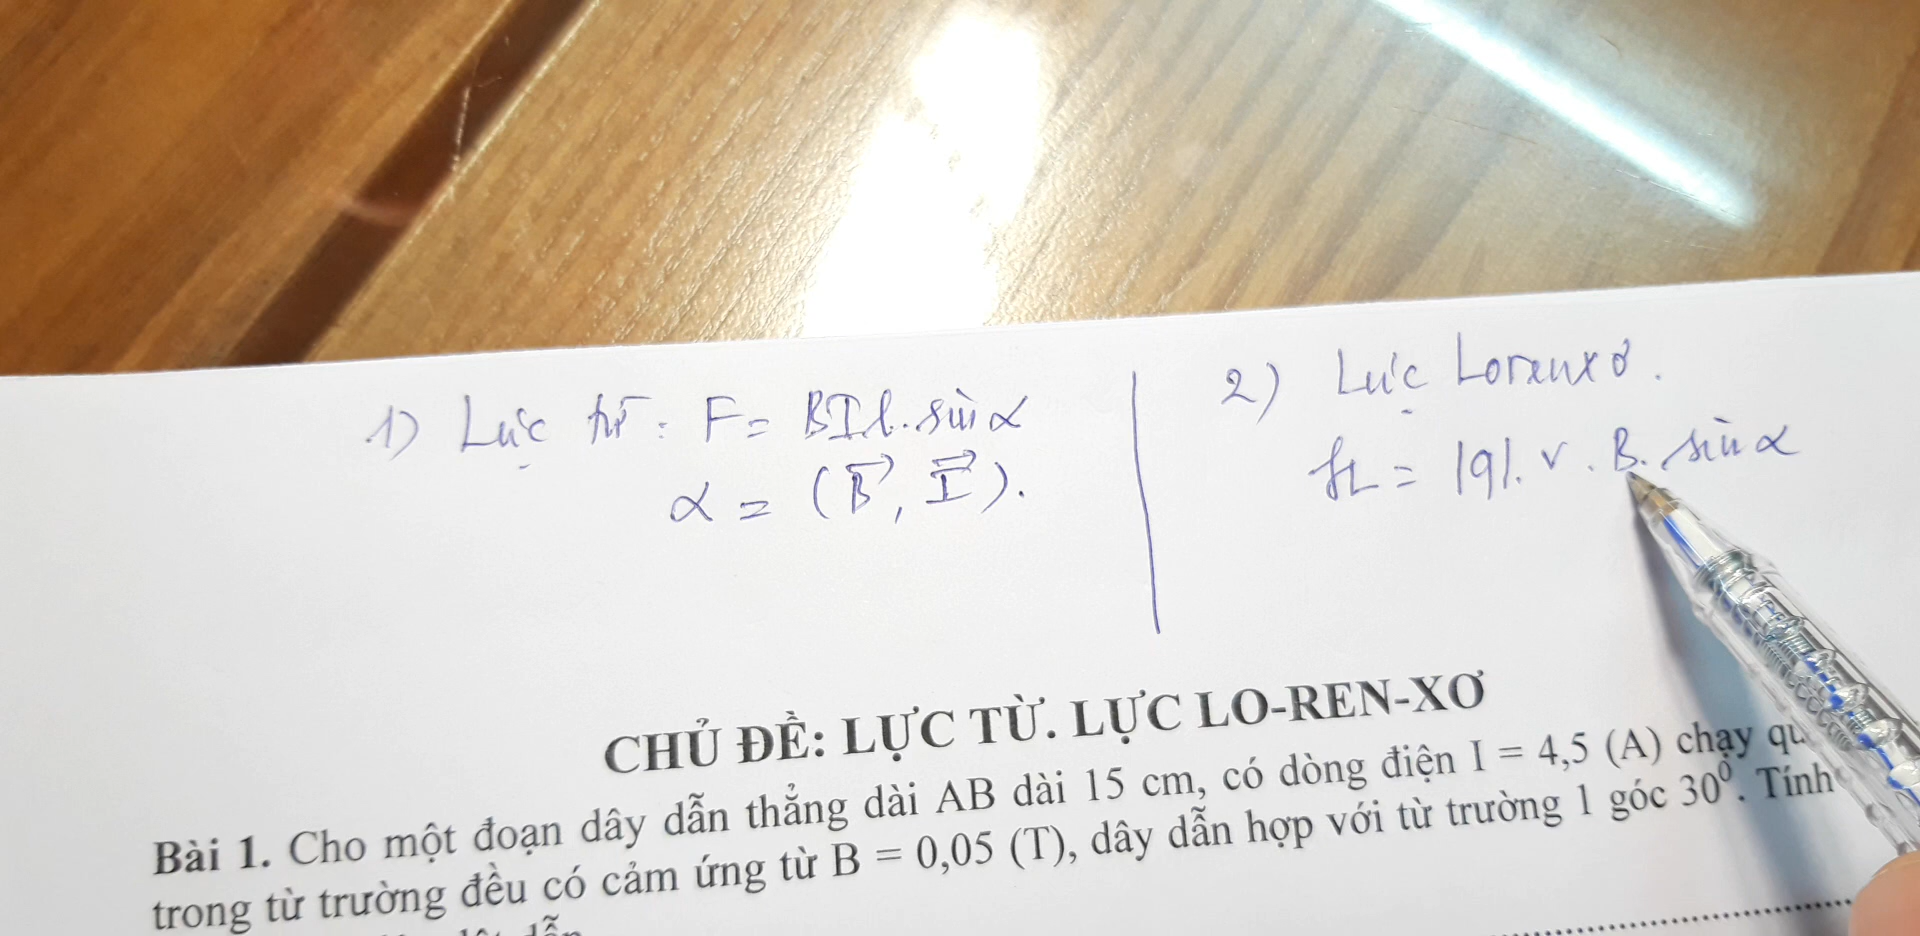 1) Lực từ: F = BIl.sinα
α = (B⃗, I⃗).
2) Lực Lorenxơ.
fL = |q|. v. B. sinα
CHỦ ĐỀ: LỰC TỪ. LỰC LO-REN-XƠ
Bài 1. Cho một đoạn dây dẫn thẳng dài AB dài 15 cm, có dòng điện I = 4,5 (A) chạy
trong từ trường đều có cảm ứng từ B = 0,05 (T), dây dẫn hợp với từ trường 1 góc 30⁰. Tính